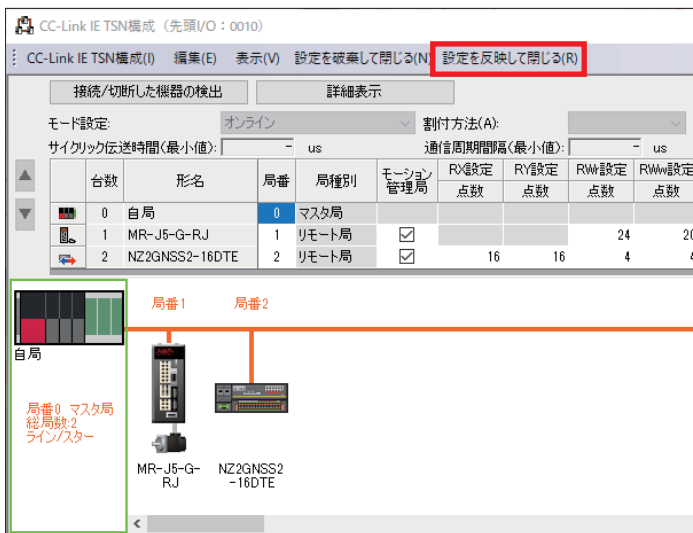 CC-Link IE TSN構成（先頭I/O：0010）
CC-Link IE TSN構成(I) 編集(E) 表示(V) 設定を破棄して閉じる(N) 設定を反映して閉じる(R)
接続/切断した機器の検出 詳細表示
モード設定: オンライン 割付方法(A):
サイクリック伝送時間(最小値): - us 通信周期間隔(最小値): - us
台数 形名 局番 局種別 モーション管理局 RX設定 RY設定 RWr設定 RWw設定
点数 点数 点数 点数
0 自局 0 マスタ局
1 MR-J5-G-RJ 1 リモート局 24 20
2 NZ2GNSS2-16DTE 2 リモート局 16 16 4
局番1 局番2
自局
局番0 マスタ局
総局数:2
ライン/スター
MR-J5-G-
RJ
NZ2GNSS2
-16DTE